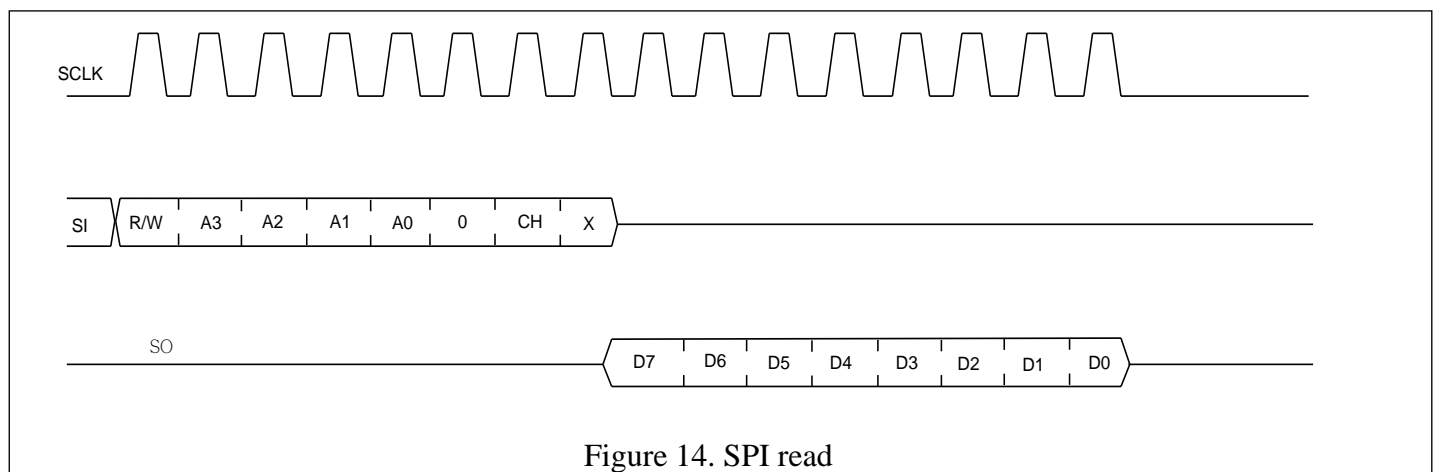 SCLK
SI R/W A3 A2 A1 A0 0 CH X
SO
D7 D6 D5 D4 D3 D2 D1 D0
Figure 14. SPI read